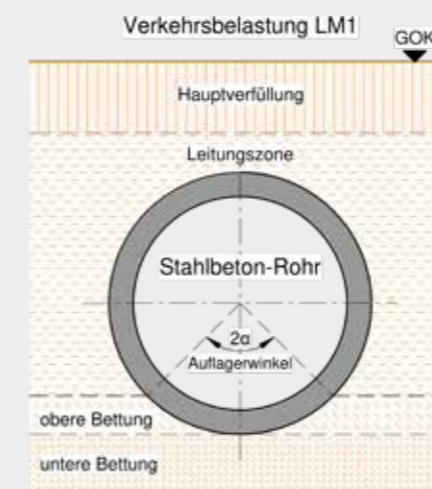 Verkehrsbelastung LM1
GOK
Hauptverfüllung
Leitungszone
Stahlbeton-Rohr
2α
Auflagerwinkel
obere Bettung
untere Bettung